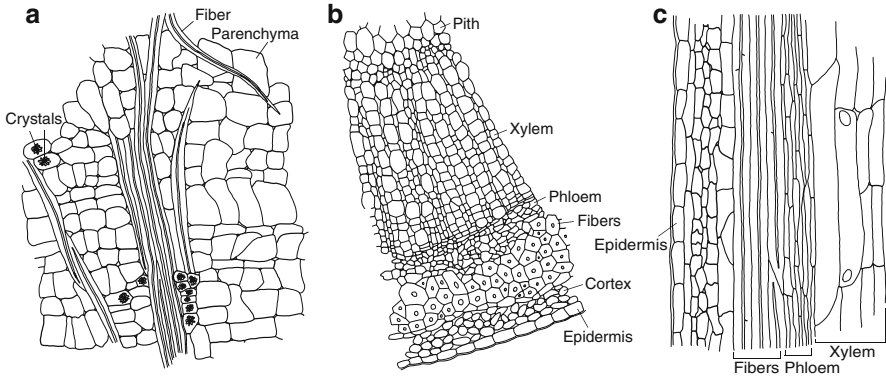 a
Fiber
Parenchyma
Crystals
b
Pith
Xylem
Phloem
Fibers
Cortex
Epidermis
c
Epidermis
Fibers Phloem Xylem